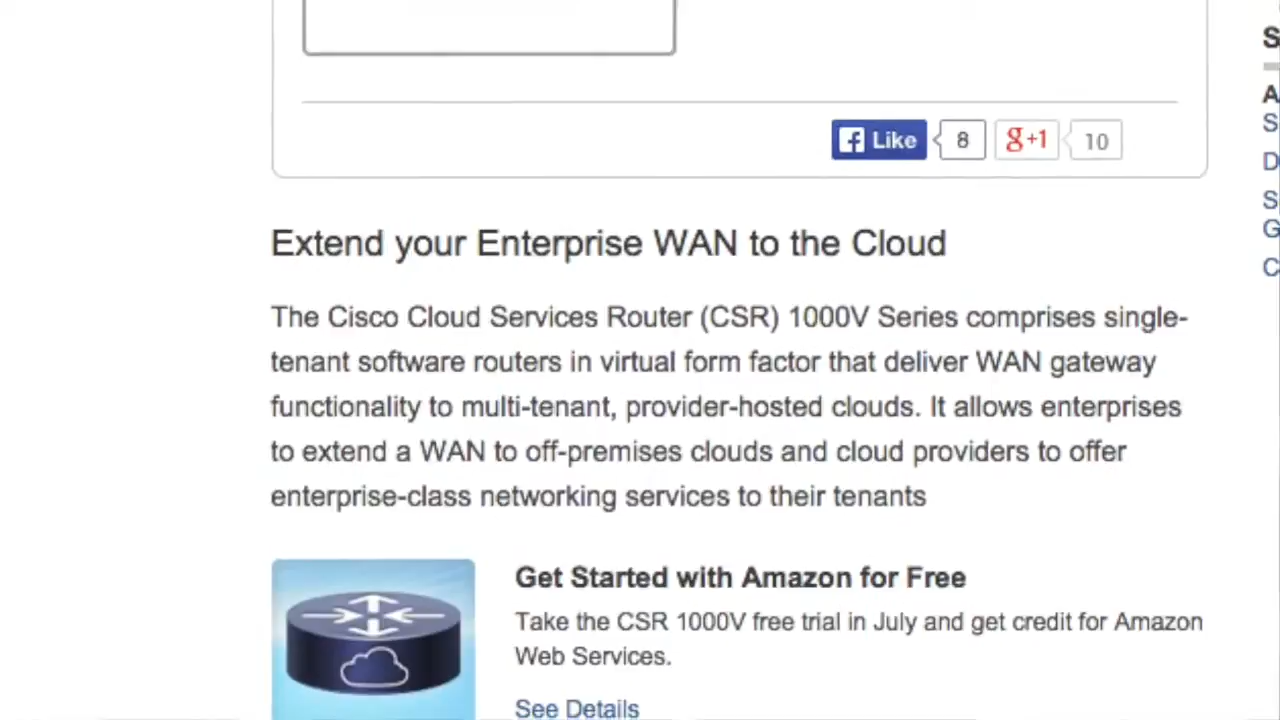 Like
8
g+1
10
Extend your Enterprise WAN to the Cloud
The Cisco Cloud Services Router (CSR) 1000V Series comprises single-
tenant software routers in virtual form factor that deliver WAN gateway
functionality to multi-tenant, provider-hosted clouds. It allows enterprises
to extend a WAN to off-premises clouds and cloud providers to offer
enterprise-class networking services to their tenants
Get Started with Amazon for Free
Take the CSR 1000V free trial in July and get credit for Amazon
Web Services.
See Details